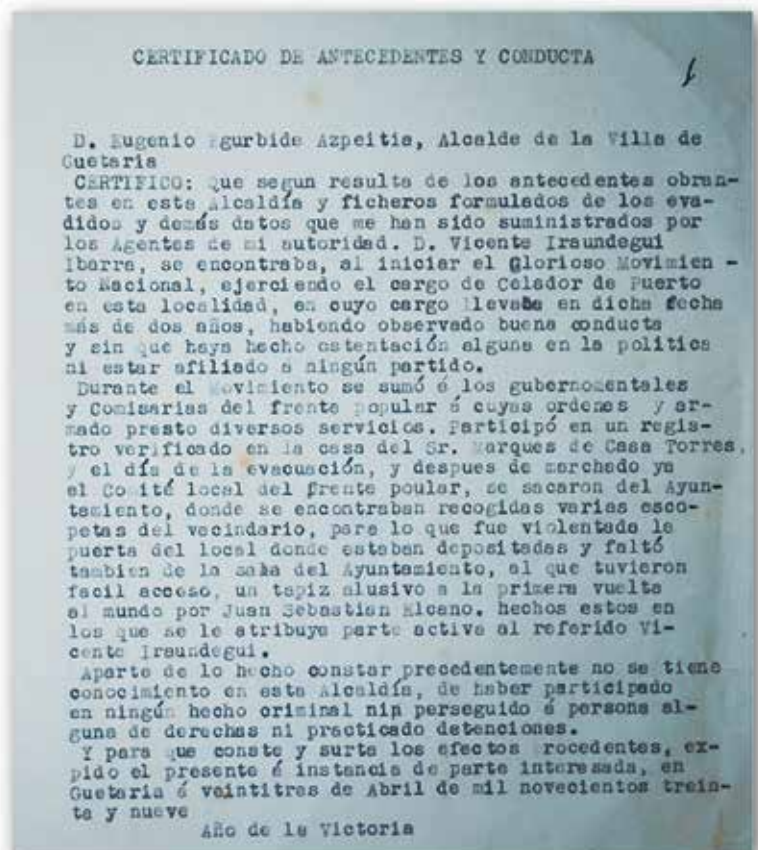 CERTIFICADO DE ANTECEDENTES Y CONDUCTA
D. Eugenio Egurbide Azpeitia, Alcalde de la Villa de
Guetaria
CERTIFICO: que segun resulta de los antecedentes obran-
tes en esta Alcaldía y ficheros formulados de los eva-
didos y demás datos que me han sido suministrados por
los Agentes de mi autoridad. D. Vicente Iraundegui
Ibarra, se encontraba, al iniciar el Glorioso Movimien -
to Nacional, ejerciendo el cargo de Celador de Puerto
en esta localidad, en cuyo cargo llevaba en dicha fecha
más de dos años, habiendo observado buena conducta
y sin que haya hecho ostentación alguna en la politica
ni estar afiliado a ningún partido.
Durante el Movimiento se sumó á los gubernomentales
y Comisarias del frente popular á cuyas ordenes y ar-
mado presto diversos servicios. Participó en un regis-
tro verificado en la casa del Sr. Marques de Casa Torres,
y el día de la evacuación, y despues de marchado ya
el Comité local del frente poular, se sacaron del Ayun-
tamiento, donde se encontraban recogidas varias esco-
petas del vecindario, para lo que fue violentada la
puerta del local donde estaban depositadas y faltó
tambien de la sala del Ayuntamiento, al que tuvieron
facil acceso, un tapiz alusivo a la primera vuelta
al mundo por Juan Sebastian Elcano. hechos estos en
los que se le atribuye parte activa al referido Vi-
cente Iraundegui.
Aparte de lo hecho constar precedentemente no se tiene
conocimiento en esta Alcaldía, de haber participado
en ningún hecho criminal nin perseguido á persona al-
guna de derechas ni practicado detenciones.
Y para que conste y surta los efectos procedentes, ex-
pido el presente á instancia de parte interesada, en
Guetaria á veintitres de Abril de mil novecientos trein-
ta y nueve
Año de la Victoria